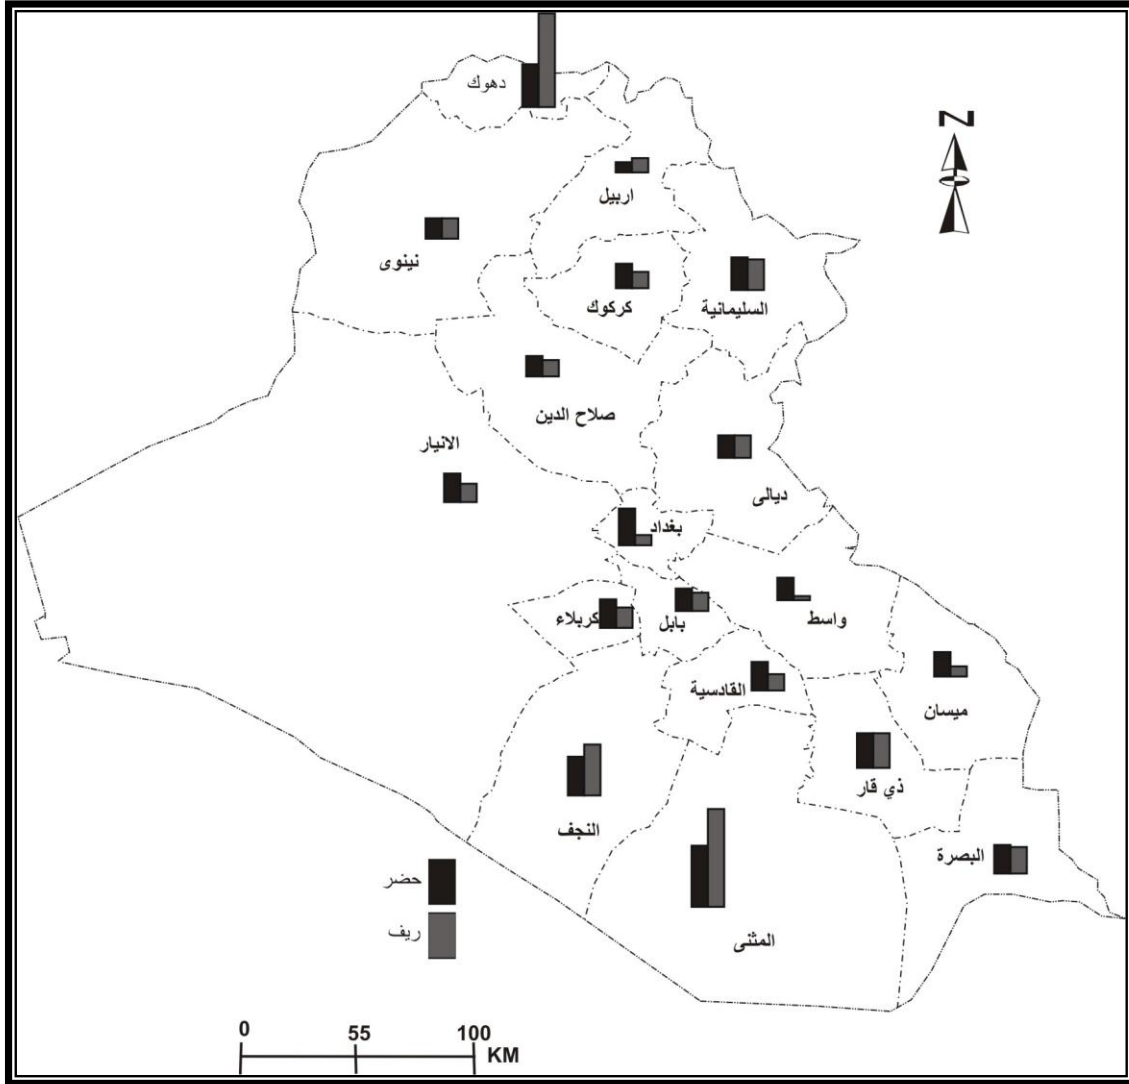 دهوك
N
اربيل
نينوى
كركوك
السليمانية
صلاح الدين
الانبار
ديالى
بغداد
كربلاء
بابل
واسط
القادسية
ميسان
ذي قار
النجف
البصرة
المثنى
حضر
ريف
0 55 100
KM